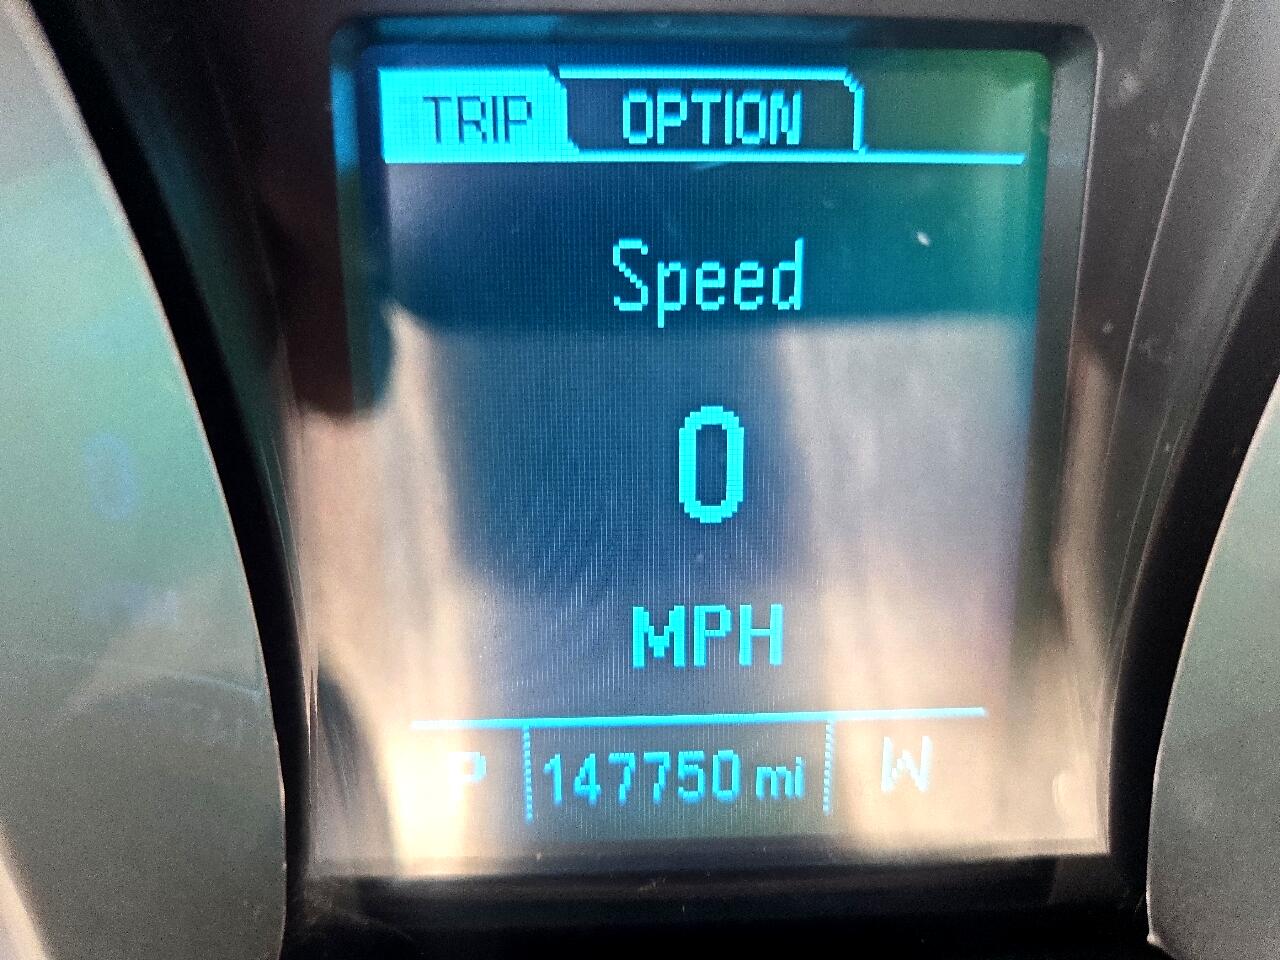 TRIP OPTION
Speed
0
MPH
P 147750 mi W